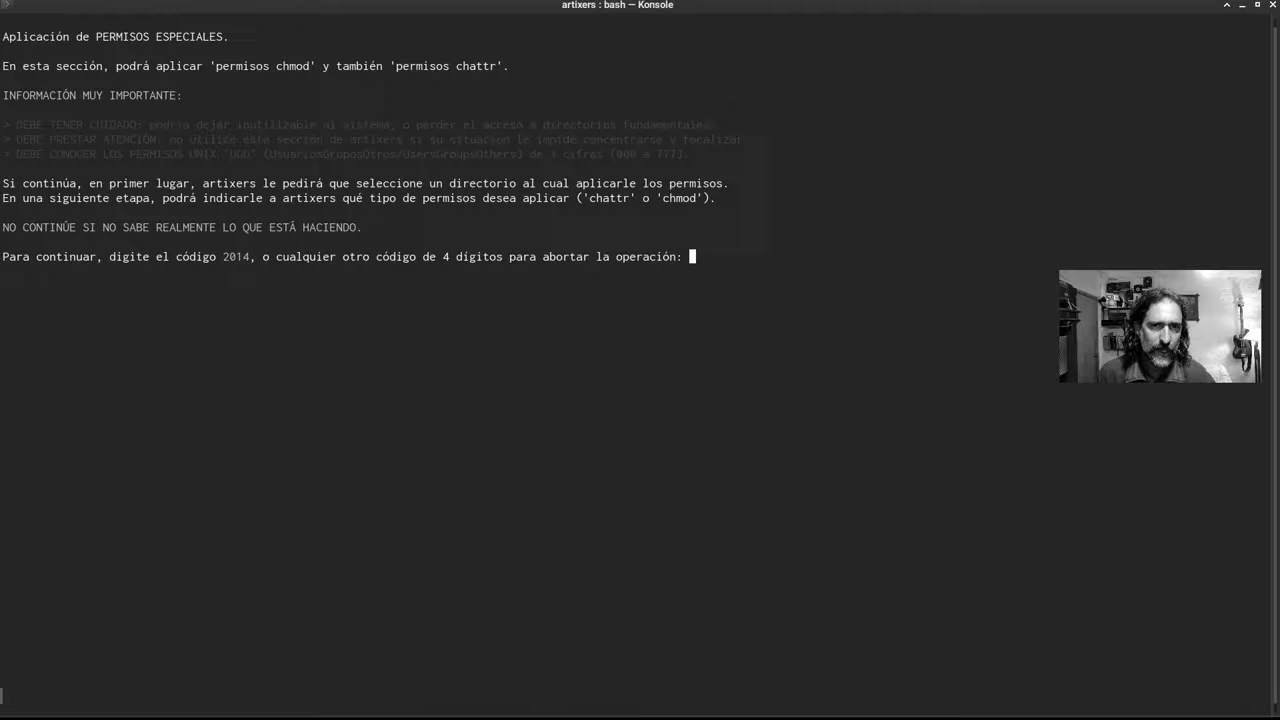 artixers : bash — Konsole
Aplicación de PERMISOS ESPECIALES.
En esta sección, podrá aplicar 'permisos chmod' y también 'permisos chattr'.
INFORMACIÓN MUY IMPORTANTE:
> DEBE TENER CUIDADO: podría dejar inutilizable al sistema, o perder el acceso a directorios fundamentales.
> DEBE PRESTAR ATENCIÓN: no utilice esta sección de artixers si su situación le impide concentrarse y focalizar
> DEBE CONOCER LOS PERMISOS UNIX 'UGO' (UsuariosGruposOtros/UsersGroupsOthers) de 3 cifras (000 a 777).
Si continúa, en primer lugar, artixers le pedirá que seleccione un directorio al cual aplicarle los permisos.
En una siguiente etapa, podrá indicarle a artixers qué tipo de permisos desea aplicar ('chattr' o 'chmod').
NO CONTINÚE SI NO SABE REALMENTE LO QUE ESTÁ HACIENDO.
Para continuar, digite el código 2014, o cualquier otro código de 4 dígitos para abortar la operación: